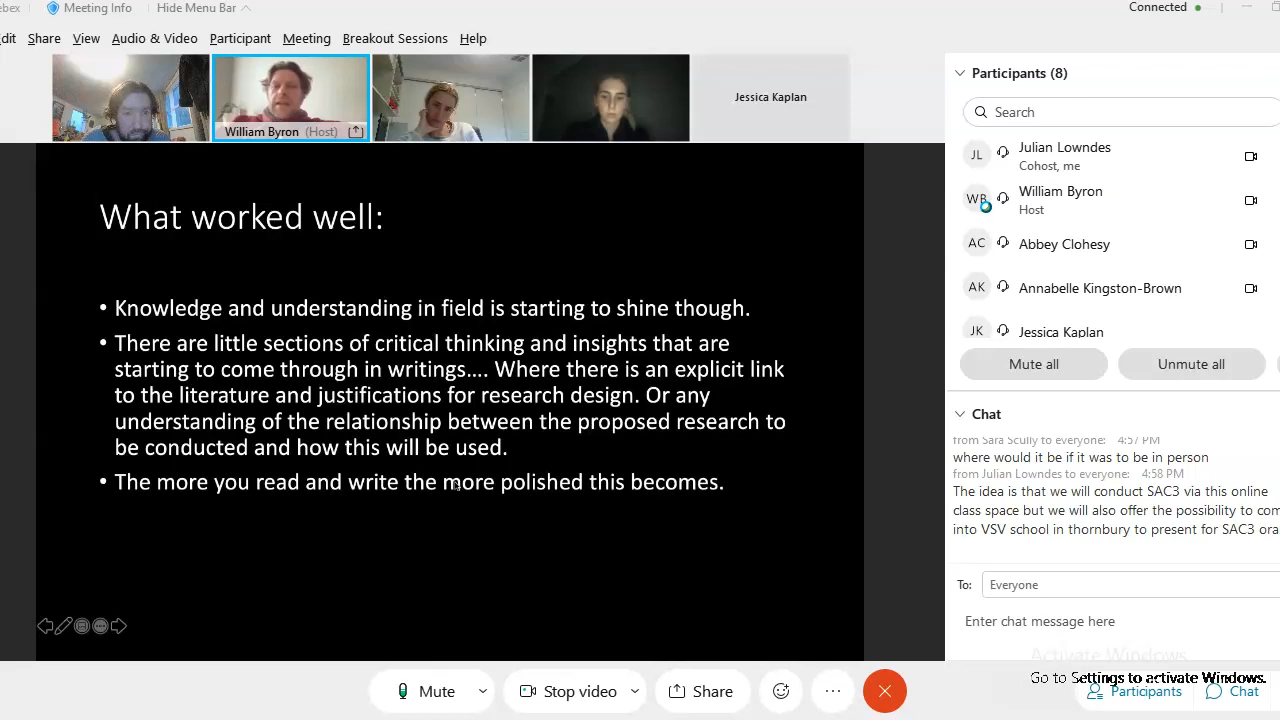 ebex
Meeting Info
Hide Menu Bar
Connected
dit Share View Audio & Video Participant Meeting Breakout Sessions Help
William Byron (Host)
Jessica Kaplan
What worked well:
• Knowledge and understanding in field is starting to shine though.
• There are little sections of critical thinking and insights that are
starting to come through in writings…. Where there is an explicit link
to the literature and justifications for research design. Or any
understanding of the relationship between the proposed research to
be conducted and how this will be used.
• The more you read and write the more polished this becomes.
Participants (8)
Search
JL Julian Lowndes
Cohost, me
WB William Byron
Host
AC Abbey Clohesy
AK Annabelle Kingston-Brown
JK Jessica Kaplan
Mute all
Unmute all
Chat
from Sara Scully to everyone: 4:57 PM
where would it be if it was to be in person
from Julian Lowndes to everyone: 4:58 PM
The idea is that we will conduct SAC3 via this online
class space but we will also offer the possibility to com
into VSV school in thornbury to present for SAC3 ora
To: Everyone
Enter chat message here
Activate Windows
Go to Settings to activate Windows.
Mute
Stop video
Share
Participants
Chat